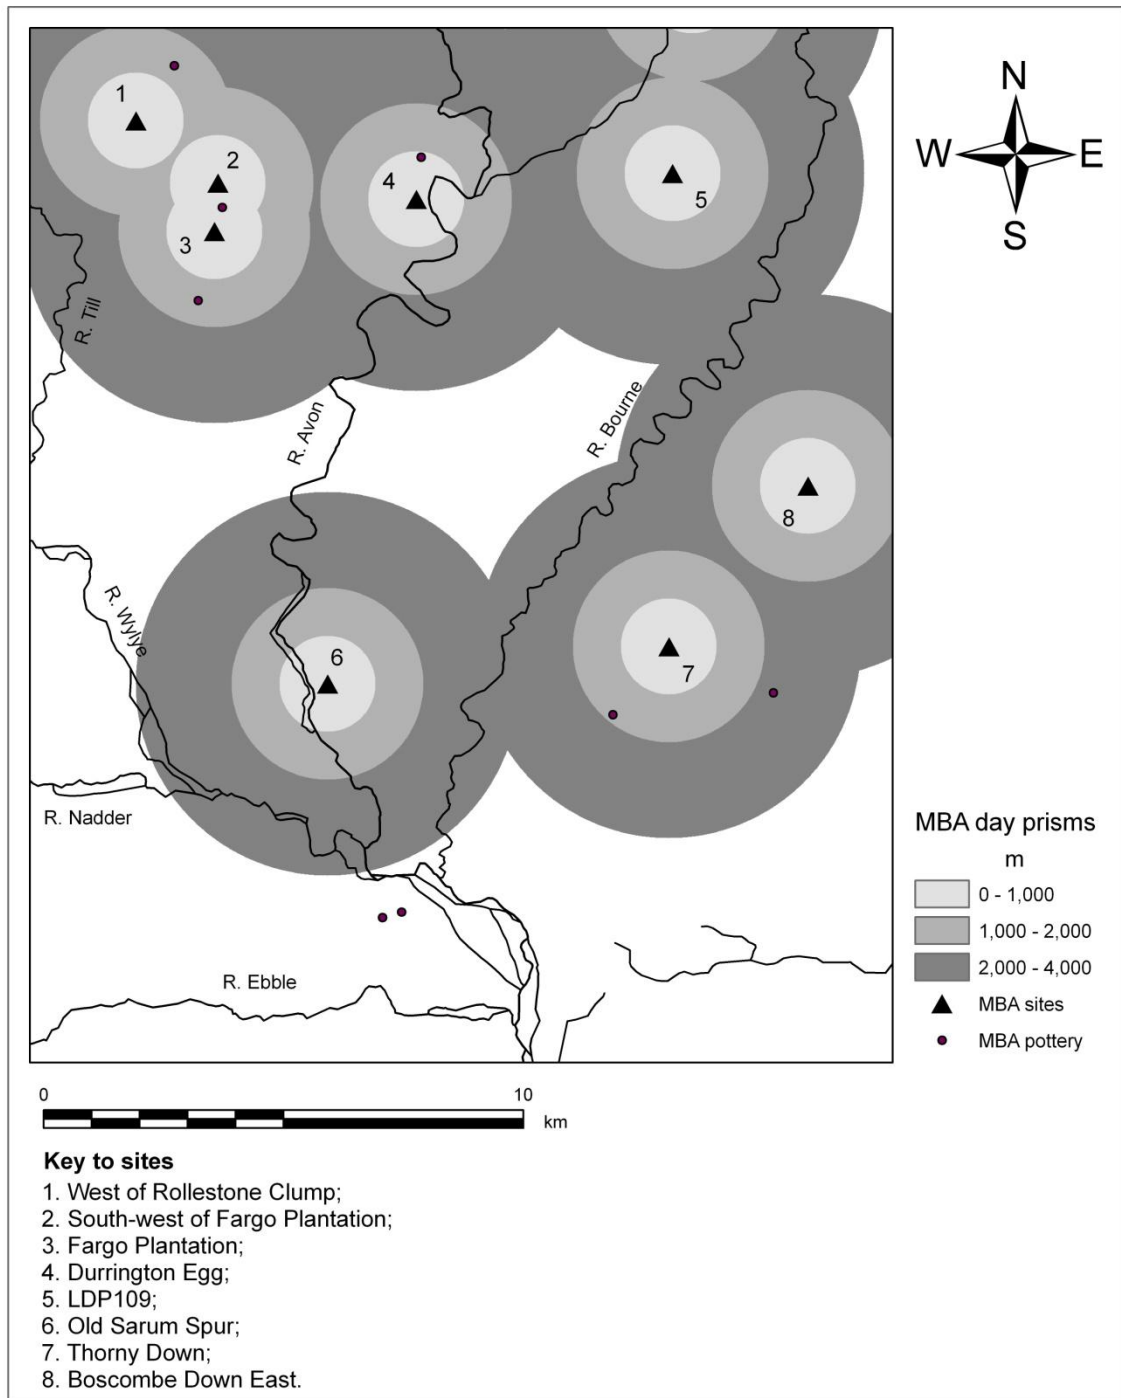 N
W E
S
1
2
3
4
5
R. Till
R. Avon
R. Bourne
8
R. Wylye
6
7
R. Nadder
R. Ebble
MBA day prisms
m
0 - 1,000
1,000 - 2,000
2,000 - 4,000
MBA sites
MBA pottery
0 10
km
Key to sites
1. West of Rollestone Clump;
2. South-west of Fargo Plantation;
3. Fargo Plantation;
4. Durrington Egg;
5. LDP109;
6. Old Sarum Spur;
7. Thorny Down;
8. Boscombe Down East.